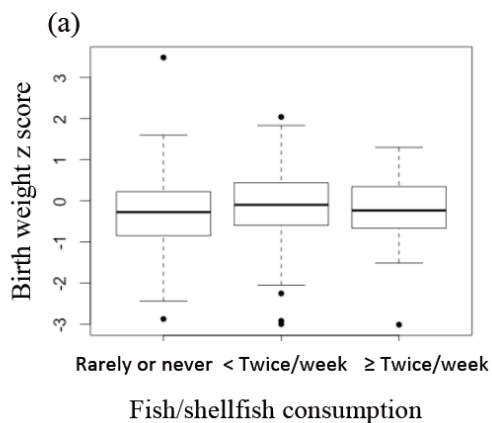 (a)
Birth weight z score
3
2
1
0
-1
-2
-3
Rarely or never < Twice/week ≥ Twice/week
Fish/shellfish consumption